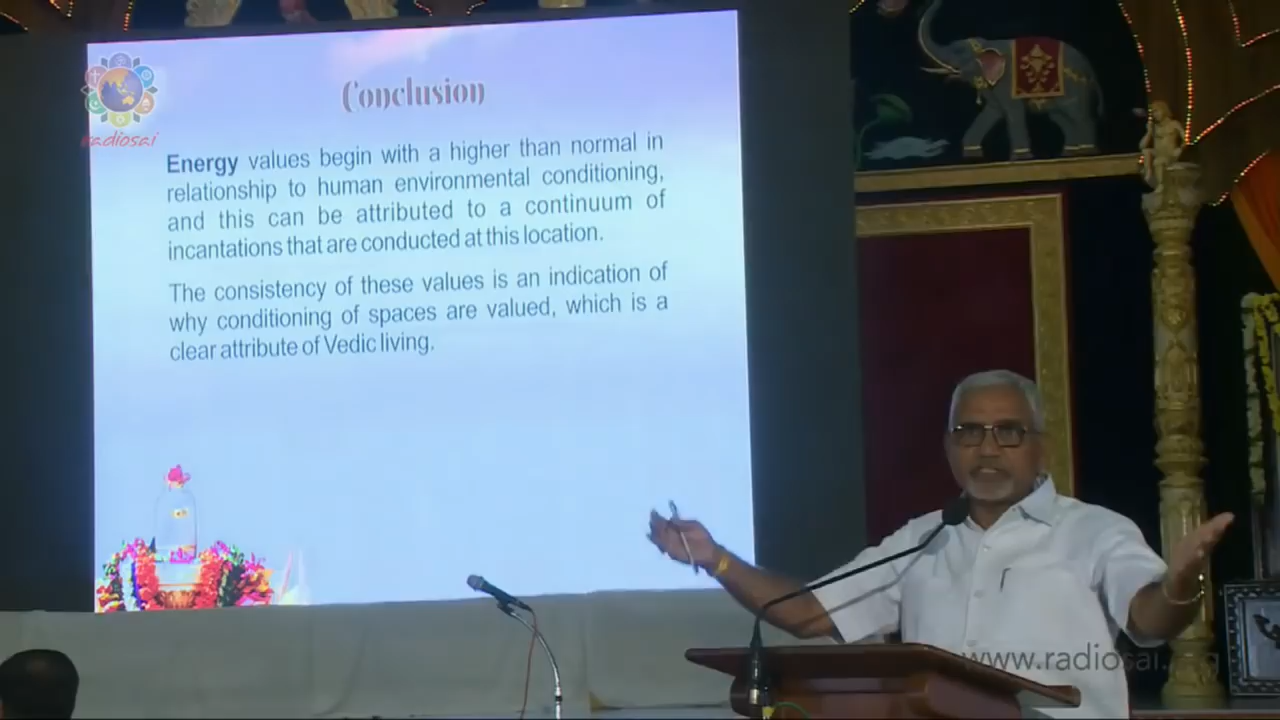 radiosai
Conclusion
Energy values begin with a higher than normal in
relationship to human environmental conditioning,
and this can be attributed to a continuum of
incantations that are conducted at this location.
The consistency of these values is an indication of
why conditioning of spaces are valued, which is a
clear attribute of Vedic living.
www.radiosai.org